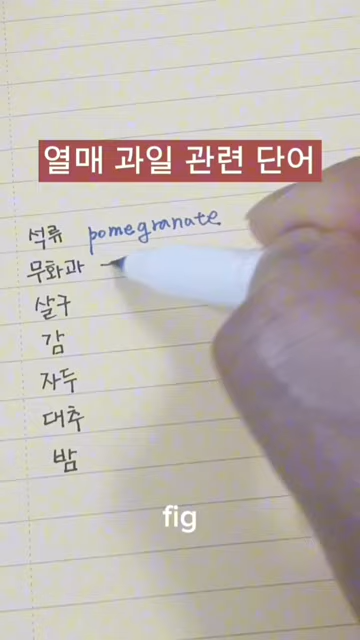 열매 과일 관련 단어
석류 pomegranate
무화과
살구
감
자두
대추
밤
fig